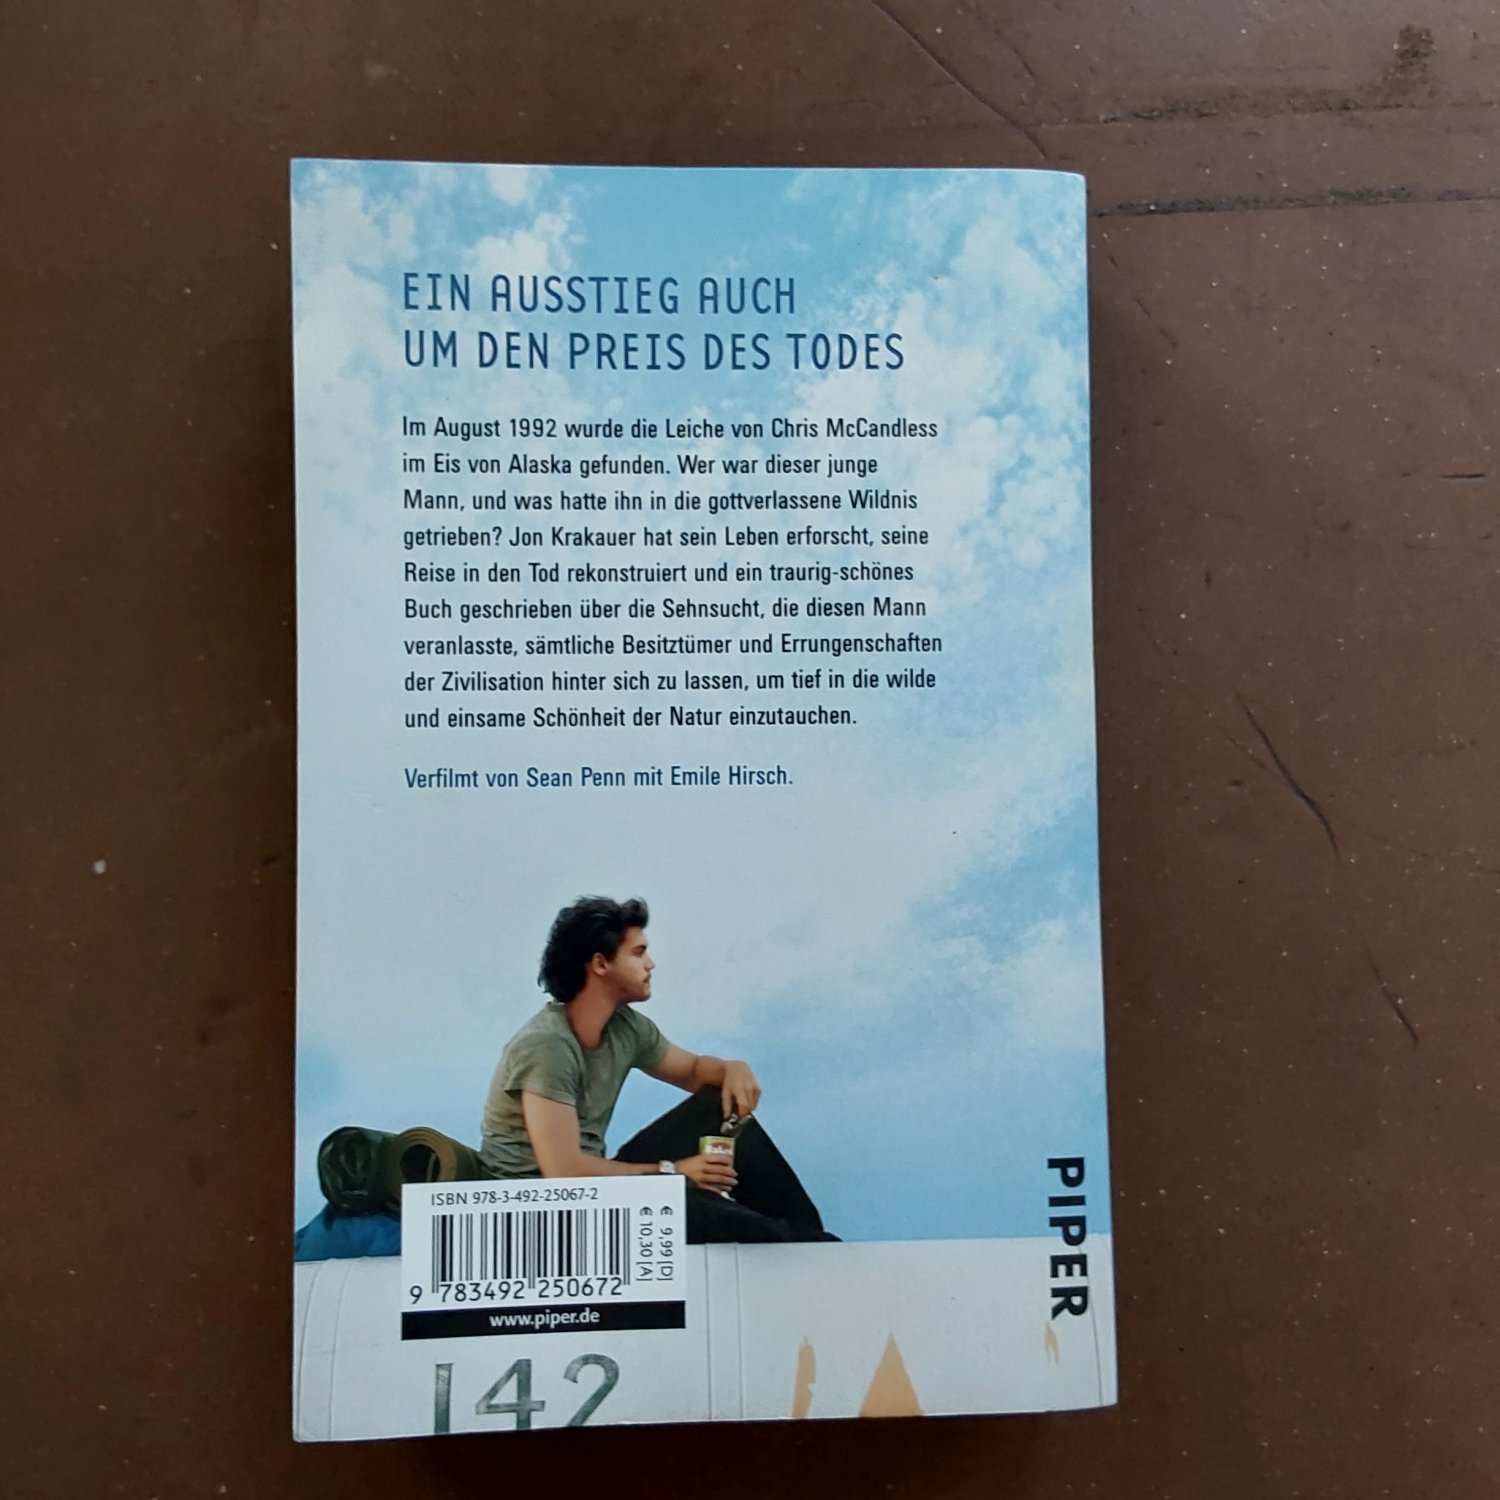 EIN AUSSTIEG AUCH
UM DEN PREIS DES TODES
Im August 1992 wurde die Leiche von Chris McCandless
im Eis von Alaska gefunden. Wer war dieser junge
Mann, und was hatte ihn in die gottverlassene Wildnis
getrieben? Jon Krakauer hat sein Leben erforscht, seine
Reise in den Tod rekonstruiert und ein traurig-schönes
Buch geschrieben über die Sehnsucht, die diesen Mann
veranlasste, sämtliche Besitztümer und Errungenschaften
der Zivilisation hinter sich zu lassen, um tief in die wilde
und einsame Schönheit der Natur einzutauchen.
Verfilmt von Sean Penn mit Emile Hirsch.
ISBN 978-3-492-25067-2
€ 9,99 [D]
€ 10,30 [A]
9 783492 250672
www.piper.de
PIPER
142